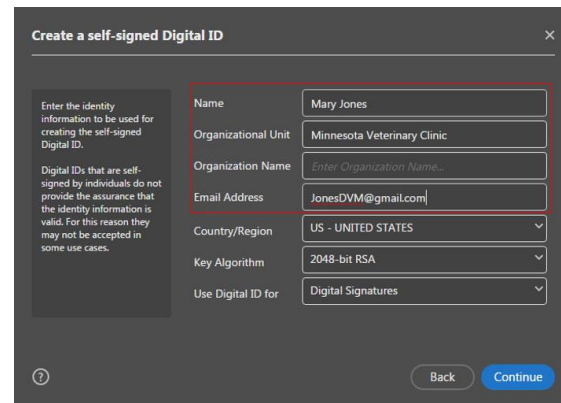 Create a self-signed Digital ID
Enter the identity
information to be used for
creating the self-signed
Digital ID.
Digital IDs that are self-
signed by individuals do not
provide the assurance that
the identity information is
valid. For this reason they
may not be accepted in
some use cases.
Name Mary Jones
Organizational Unit Minnesota Veterinary Clinic
Organization Name Enter Organization Name...
Email Address JonesDVM@gmail.com
Country/Region US - UNITED STATES
Key Algorithm 2048-bit RSA
Use Digital ID for Digital Signatures
Back Continue